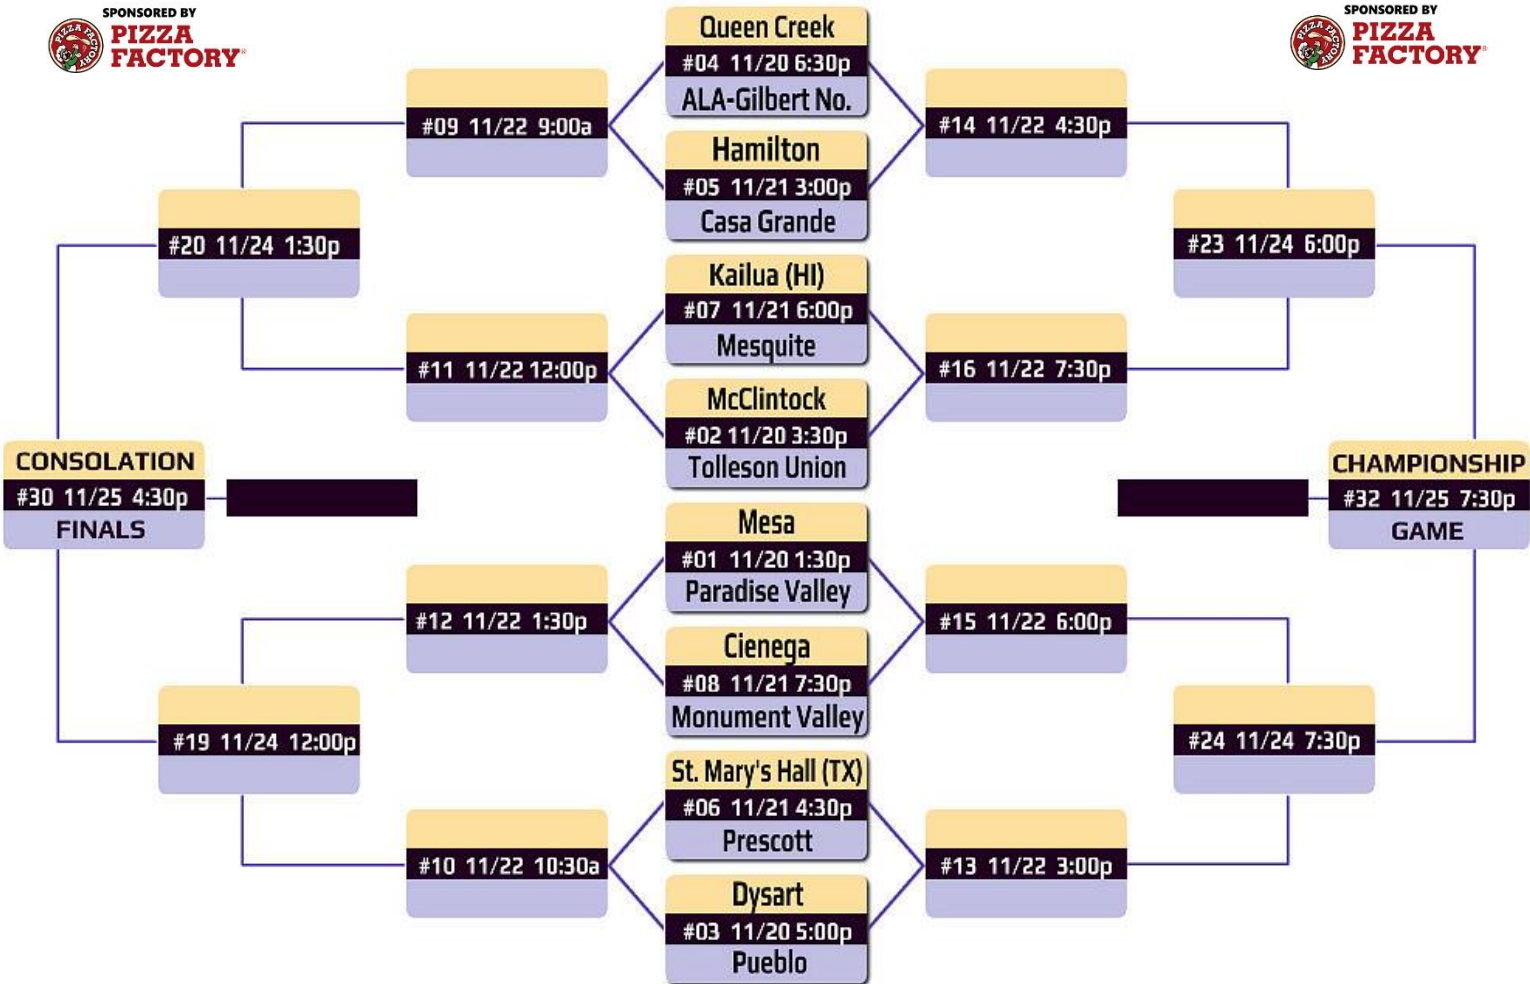 SPONSORED BY
PIZZA FACTORY
PIZZA
FACTORY®
SPONSORED BY
PIZZA FACTORY
PIZZA
FACTORY®
Queen Creek
#04 11/20 6:30p
ALA-Gilbert No.
#09 11/22 9:00a
#14 11/22 4:30p
Hamilton
#05 11/21 3:00p
Casa Grande
#20 11/24 1:30p
#23 11/24 6:00p
Kailua (HI)
#07 11/21 6:00p
Mesquite
#11 11/22 12:00p
#16 11/22 7:30p
McClintock
#02 11/20 3:30p
Tolleson Union
CONSOLATION
#30 11/25 4:30p
FINALS
CHAMPIONSHIP
#32 11/25 7:30p
GAME
Mesa
#01 11/20 1:30p
Paradise Valley
#12 11/22 1:30p
#15 11/22 6:00p
Cienega
#08 11/21 7:30p
Monument Valley
#19 11/24 12:00p
#24 11/24 7:30p
St. Mary's Hall (TX)
#06 11/21 4:30p
Prescott
#10 11/22 10:30a
#13 11/22 3:00p
Dysart
#03 11/20 5:00p
Pueblo